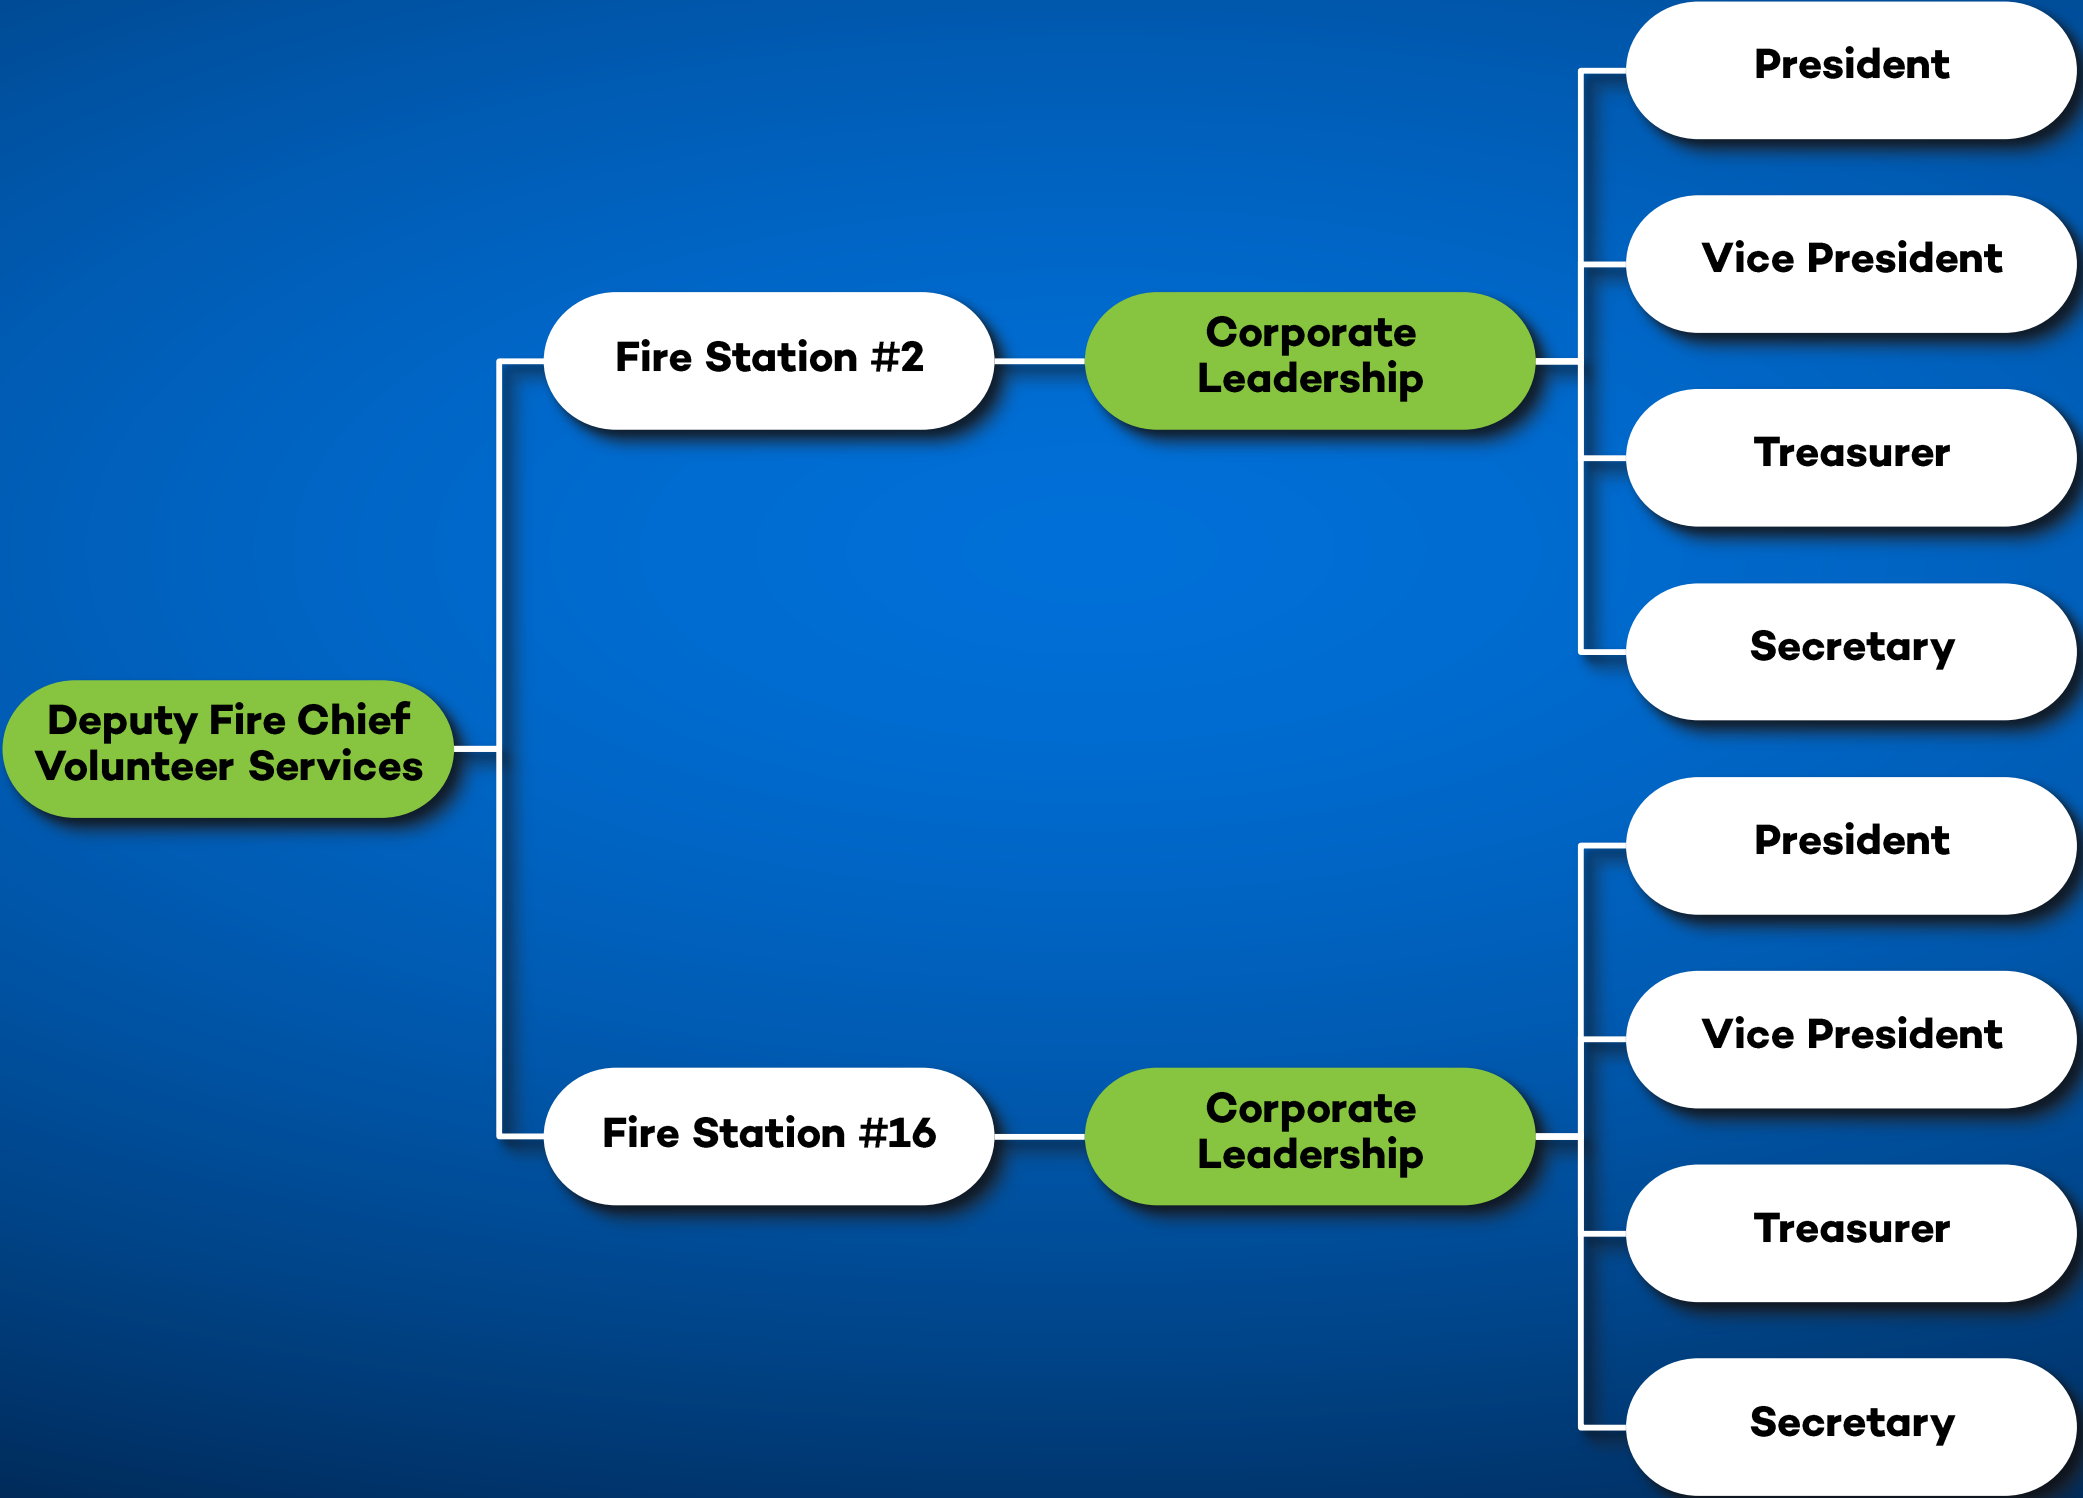 Deputy Fire Chief
Volunteer Services
Fire Station #2
Corporate
Leadership
President
Vice President
Treasurer
Secretary
Fire Station #16
Corporate
Leadership
President
Vice President
Treasurer
Secretary